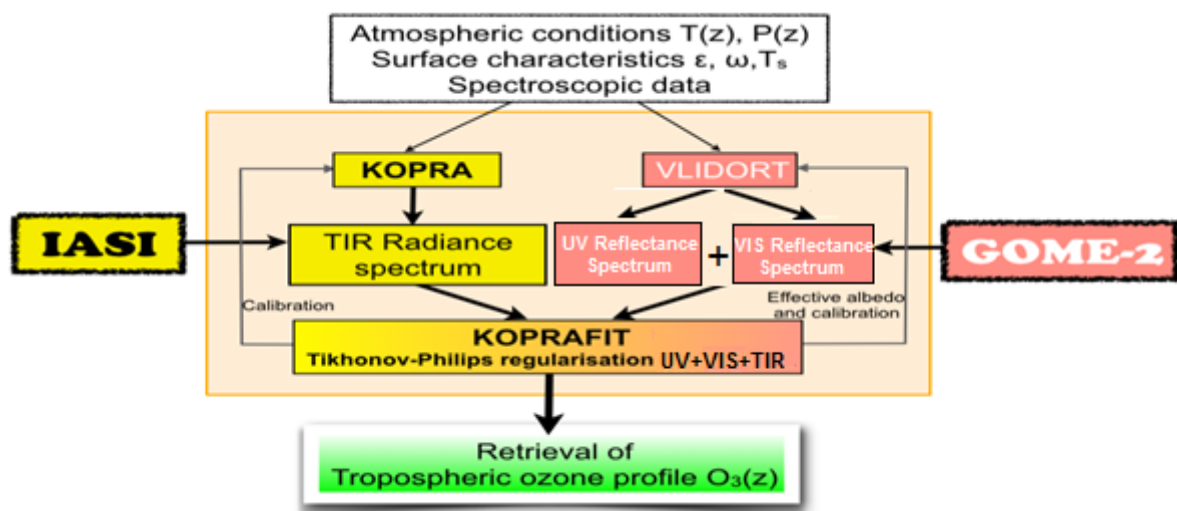 Atmospheric conditions T(z), P(z)
Surface characteristics ε, ω,Tₛ
Spectroscopic data
KOPRA
VLIDORT
IASI
TIR Radiance
spectrum
UV Reflectance
Spectrum
+
VIS Reflectance
Spectrum
GOME-2
Calibration
Effective albedo
and calibration
KOPRAFIT
Tikhonov-Philips regularisation UV+VIS+TIR
Retrieval of
Tropospheric ozone profile O₃(z)